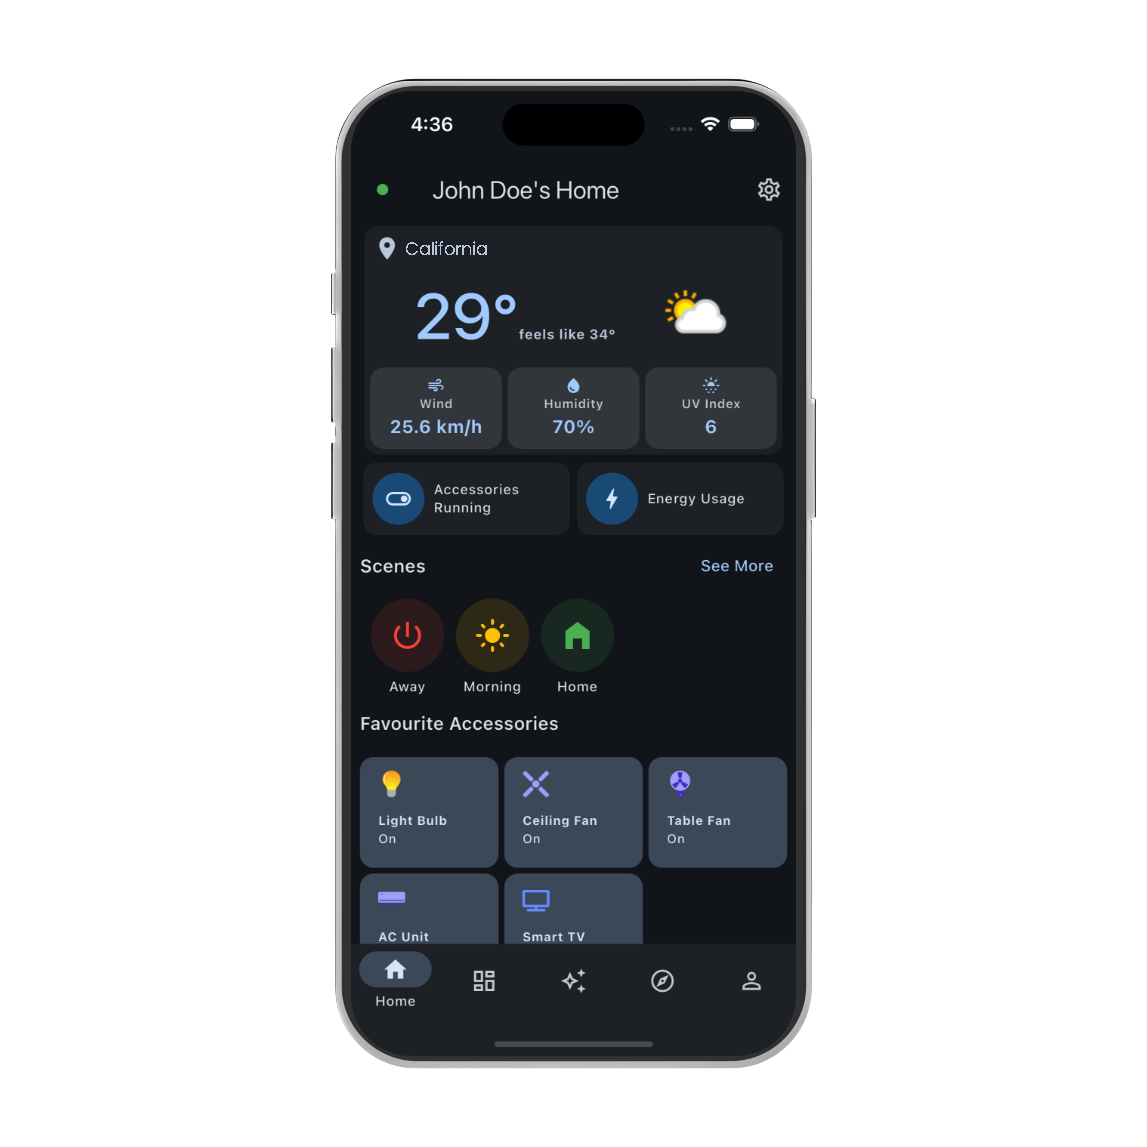 4:36
John Doe's Home
California
29°
feels like 34°
Wind
Humidity
UV Index
25.6 km/h
70%
6
Accessories
Running
Energy Usage
Scenes
See More
Away
Morning
Home
Favourite Accessories
Light Bulb
On
Ceiling Fan
On
Table Fan
On
AC Unit
Smart TV
Home